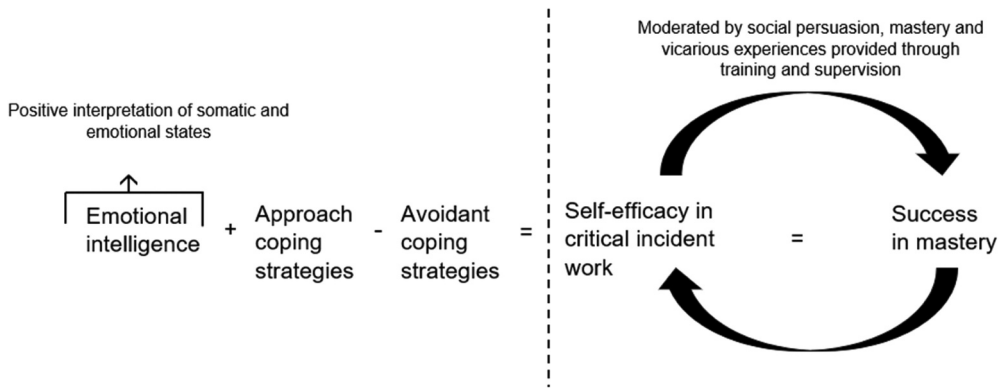 Moderated by social persuasion, mastery and
vicarious experiences provided through
training and supervision
Positive interpretation of somatic and
emotional states
Emotional
intelligence
+
Approach
coping
strategies
-
Avoidant
coping
strategies
=
Self-efficacy in
critical incident
work
=
Success
in mastery